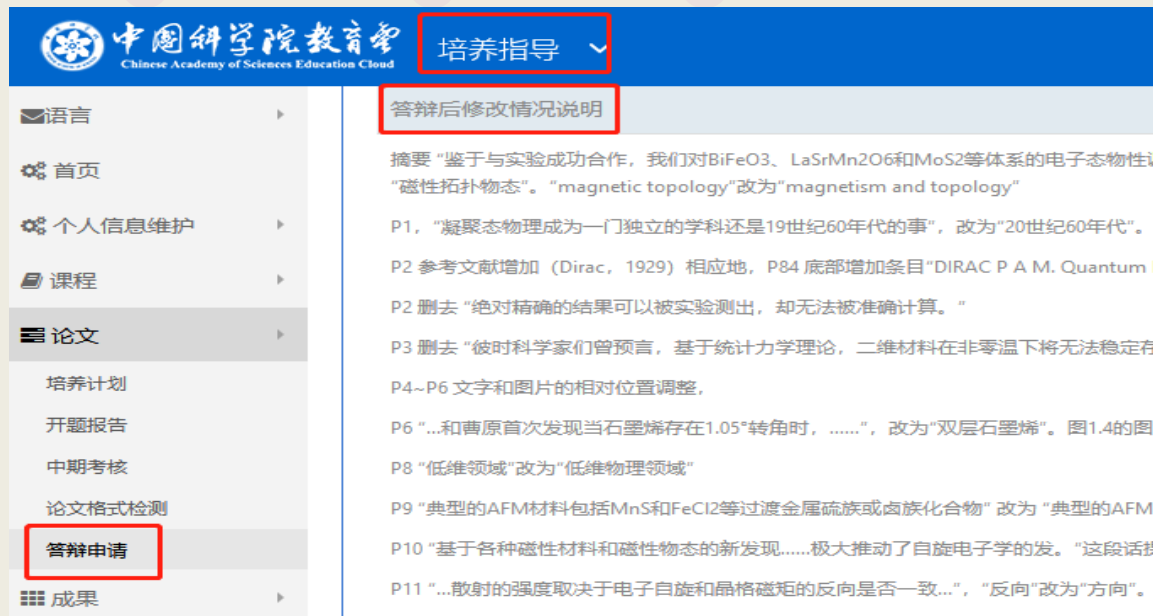 中国科学院教育云
Chinese Academy of Sciences Education Cloud
培养指导
语言
首页
个人信息维护
课程
论文
培养计划
开题报告
中期考核
论文格式检测
答辩申请
成果
答辩后修改情况说明
摘要 “鉴于与实验成功合作，我们对BiFeO3、LaSrMn2O6和MoS2等体系的电子态物性
“磁性拓扑物态”。“magnetic topology”改为“magnetism and topology”
P1，“凝聚态物理成为一门独立的学科还是19世纪60年代的事”，改为“20世纪60年代”。
P2 参考文献增加（Dirac，1929）相应地，P84 底部增加条目“DIRAC P A M. Quantum
P2 删去 “绝对精确的结果可以被实验测出，却无法被准确计算。“
P3 删去 “彼时科学家们曾预言，基于统计力学理论，二维材料在非零温下将无法稳定存
P4~P6 文字和图片的相对位置调整，
P6 “...和曹原首次发现当石墨烯存在1.05°转角时，......”，改为“双层石墨烯”。图1.4的图
P8 “低维领域”改为“低维物理领域”
P9 “典型的AFM材料包括MnS和FeCl2等过渡金属硫族或卤族化合物” 改为 “典型的AFM
P10 “基于各种磁性材料和磁性物态的新发现......极大推动了自旋电子学的发。“这段话
P11 “...散射的强度取决于电子自旋和晶格磁矩的反向是否一致...”，“反向”改为“方向”。